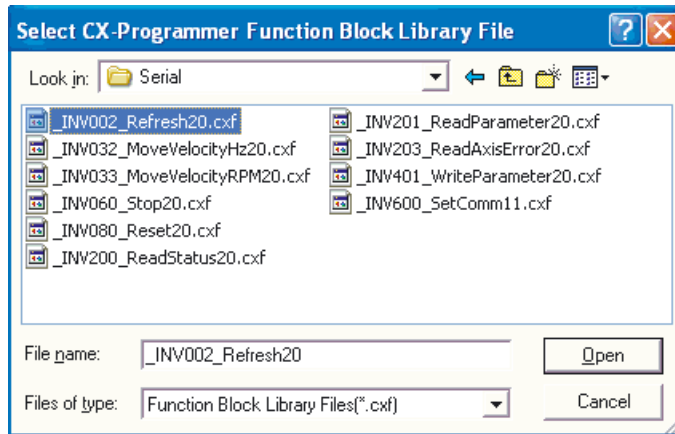 Select CX-Programmer Function Block Library File
Look in: Serial
_INV002_Refresh20.cxf
_INV032_MoveVelocityHz20.cxf
_INV033_MoveVelocityRPM20.cxf
_INV060_Stop20.cxf
_INV080_Reset20.cxf
_INV200_ReadStatus20.cxf
_INV201_ReadParameter20.cxf
_INV203_ReadAxisError20.cxf
_INV401_WriteParameter20.cxf
_INV600_SetComm11.cxf
File name: _INV002_Refresh20 Open
Files of type: Function Block Library Files(*.cxf) Cancel